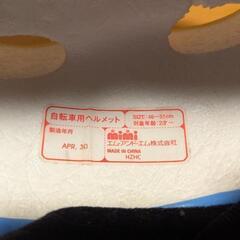 自転車用ヘルメット
SIZE: 46~51cm
対象年齢: 2才~
製造年月
APR. 30
mimi
エムアンドエム株式会社
MADE IN CHINA
HZHC